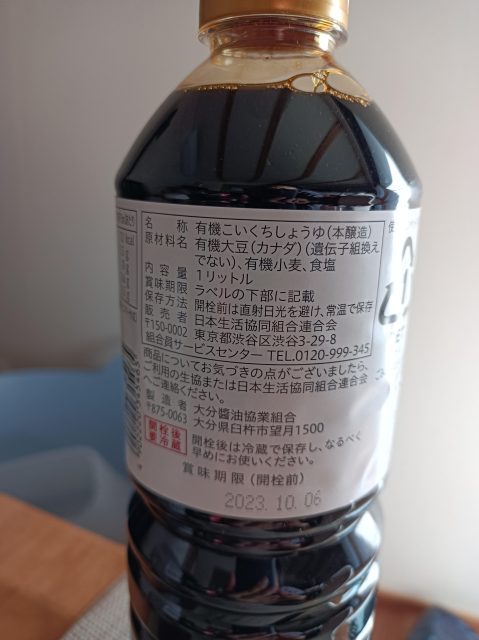 名　　称　有機こいくちしょうゆ（本醸造）
原材料名　有機大豆（カナダ）（遺伝子組換え
でない）、有機小麦、食塩
内 容 量　1リットル
賞味期限　ラベルの下部に記載
保存方法　開栓前は直射日光を避け、常温で保存
販 売 者　日本生活協同組合連合会
〒150-0002　東京都渋谷区渋谷3-29-8
組合員サービスセンター TEL.0120-999-345
商品についてお気づきの点がございましたら、
ご利用の生協または日本生活協同組合連合会
へご連絡ください。
製 造 者　大分醬油協業組合
〒875-0063　大分県臼杵市望月1500
開栓後
要冷蔵
開栓後は冷蔵で保存し、なるべく
早めにお使いください。
賞味期限（開栓前）
2023.10.06